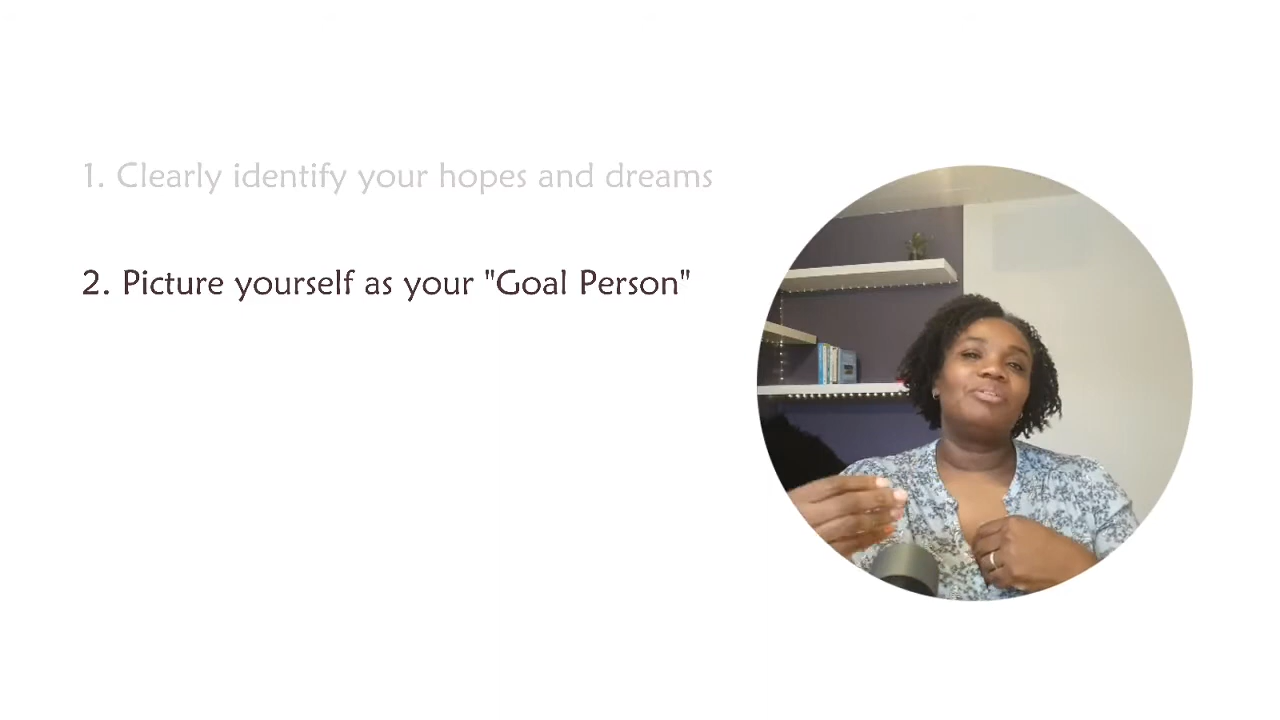 1. Clearly identify your hopes and dreams
2. Picture yourself as your "Goal Person"